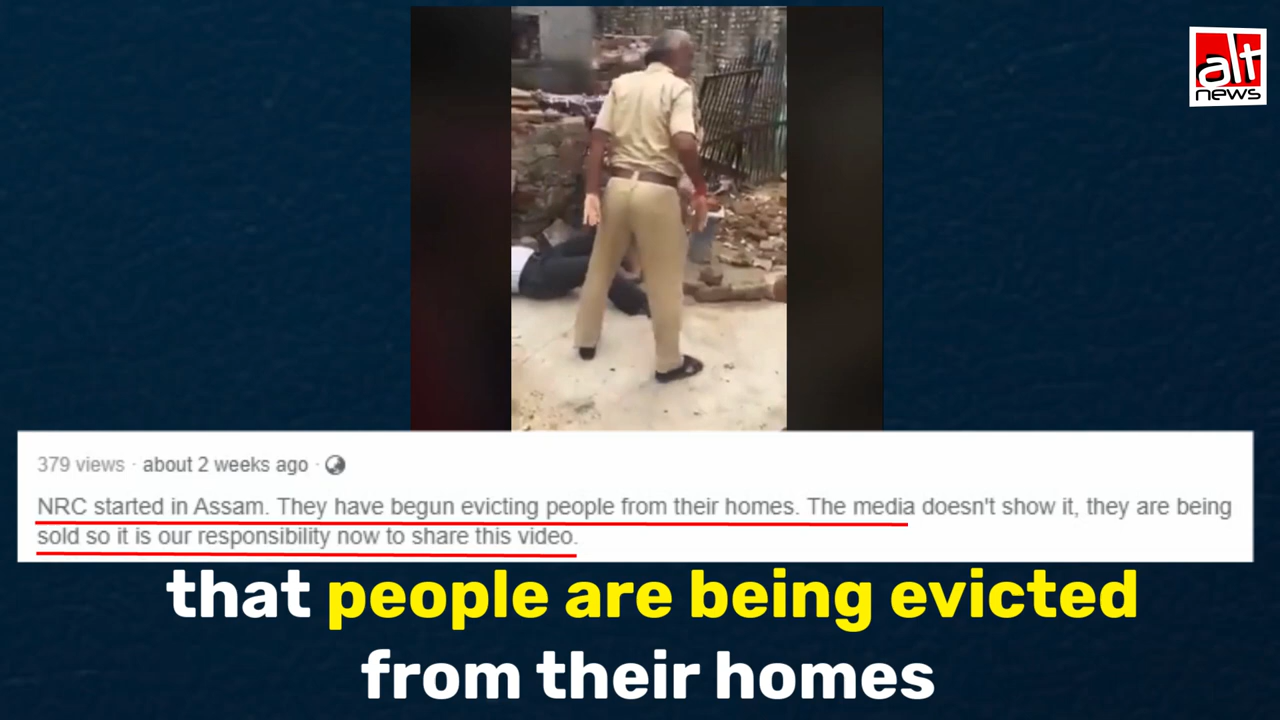 alt
news
379 views · about 2 weeks ago ·
NRC started in Assam. They have begun evicting people from their homes. The media doesn't show it, they are being
sold so it is our responsibility now to share this video.
that people are being evicted
from their homes